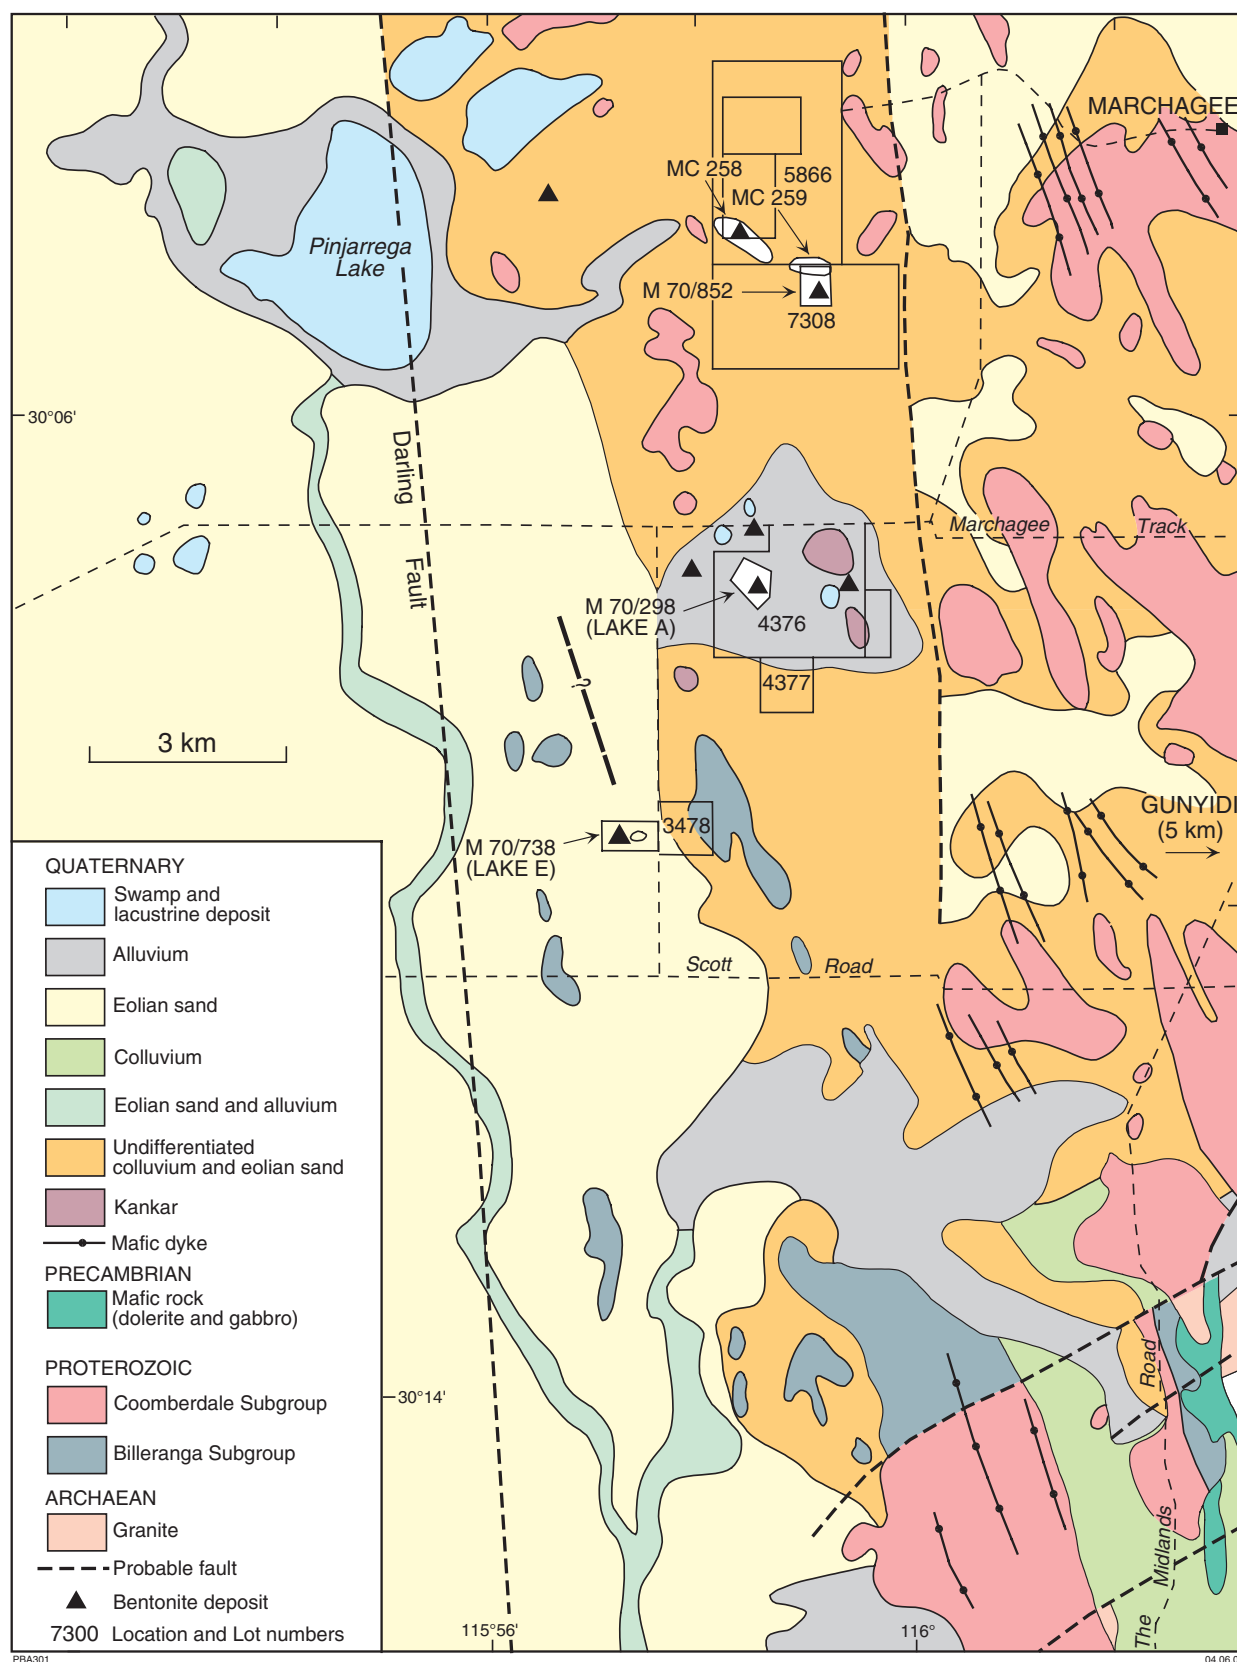 MARCHAGEE
MC 258
5866
MC 259
Pinjarrega
Lake
M 70/852
7308
30°06'
Darling
Fault
Marchagee Track
M 70/298
(LAKE A)
4376
4377
3 km
?
GUNYIDI
(5 km)
3478
M 70/738
(LAKE E)
Scott Road
QUATERNARY
Swamp and
lacustrine deposit
Alluvium
Eolian sand
Colluvium
Eolian sand and alluvium
Undifferentiated
colluvium and eolian sand
Kankar
Mafic dyke
PRECAMBRIAN
Mafic rock
(dolerite and gabbro)
PROTEROZOIC
Coomberdale Subgroup
Billeranga Subgroup
ARCHAEAN
Granite
Probable fault
Bentonite deposit
7300 Location and Lot numbers
30°14'
The Midlands Road
115°56'
116°
PBA301
04.06.0